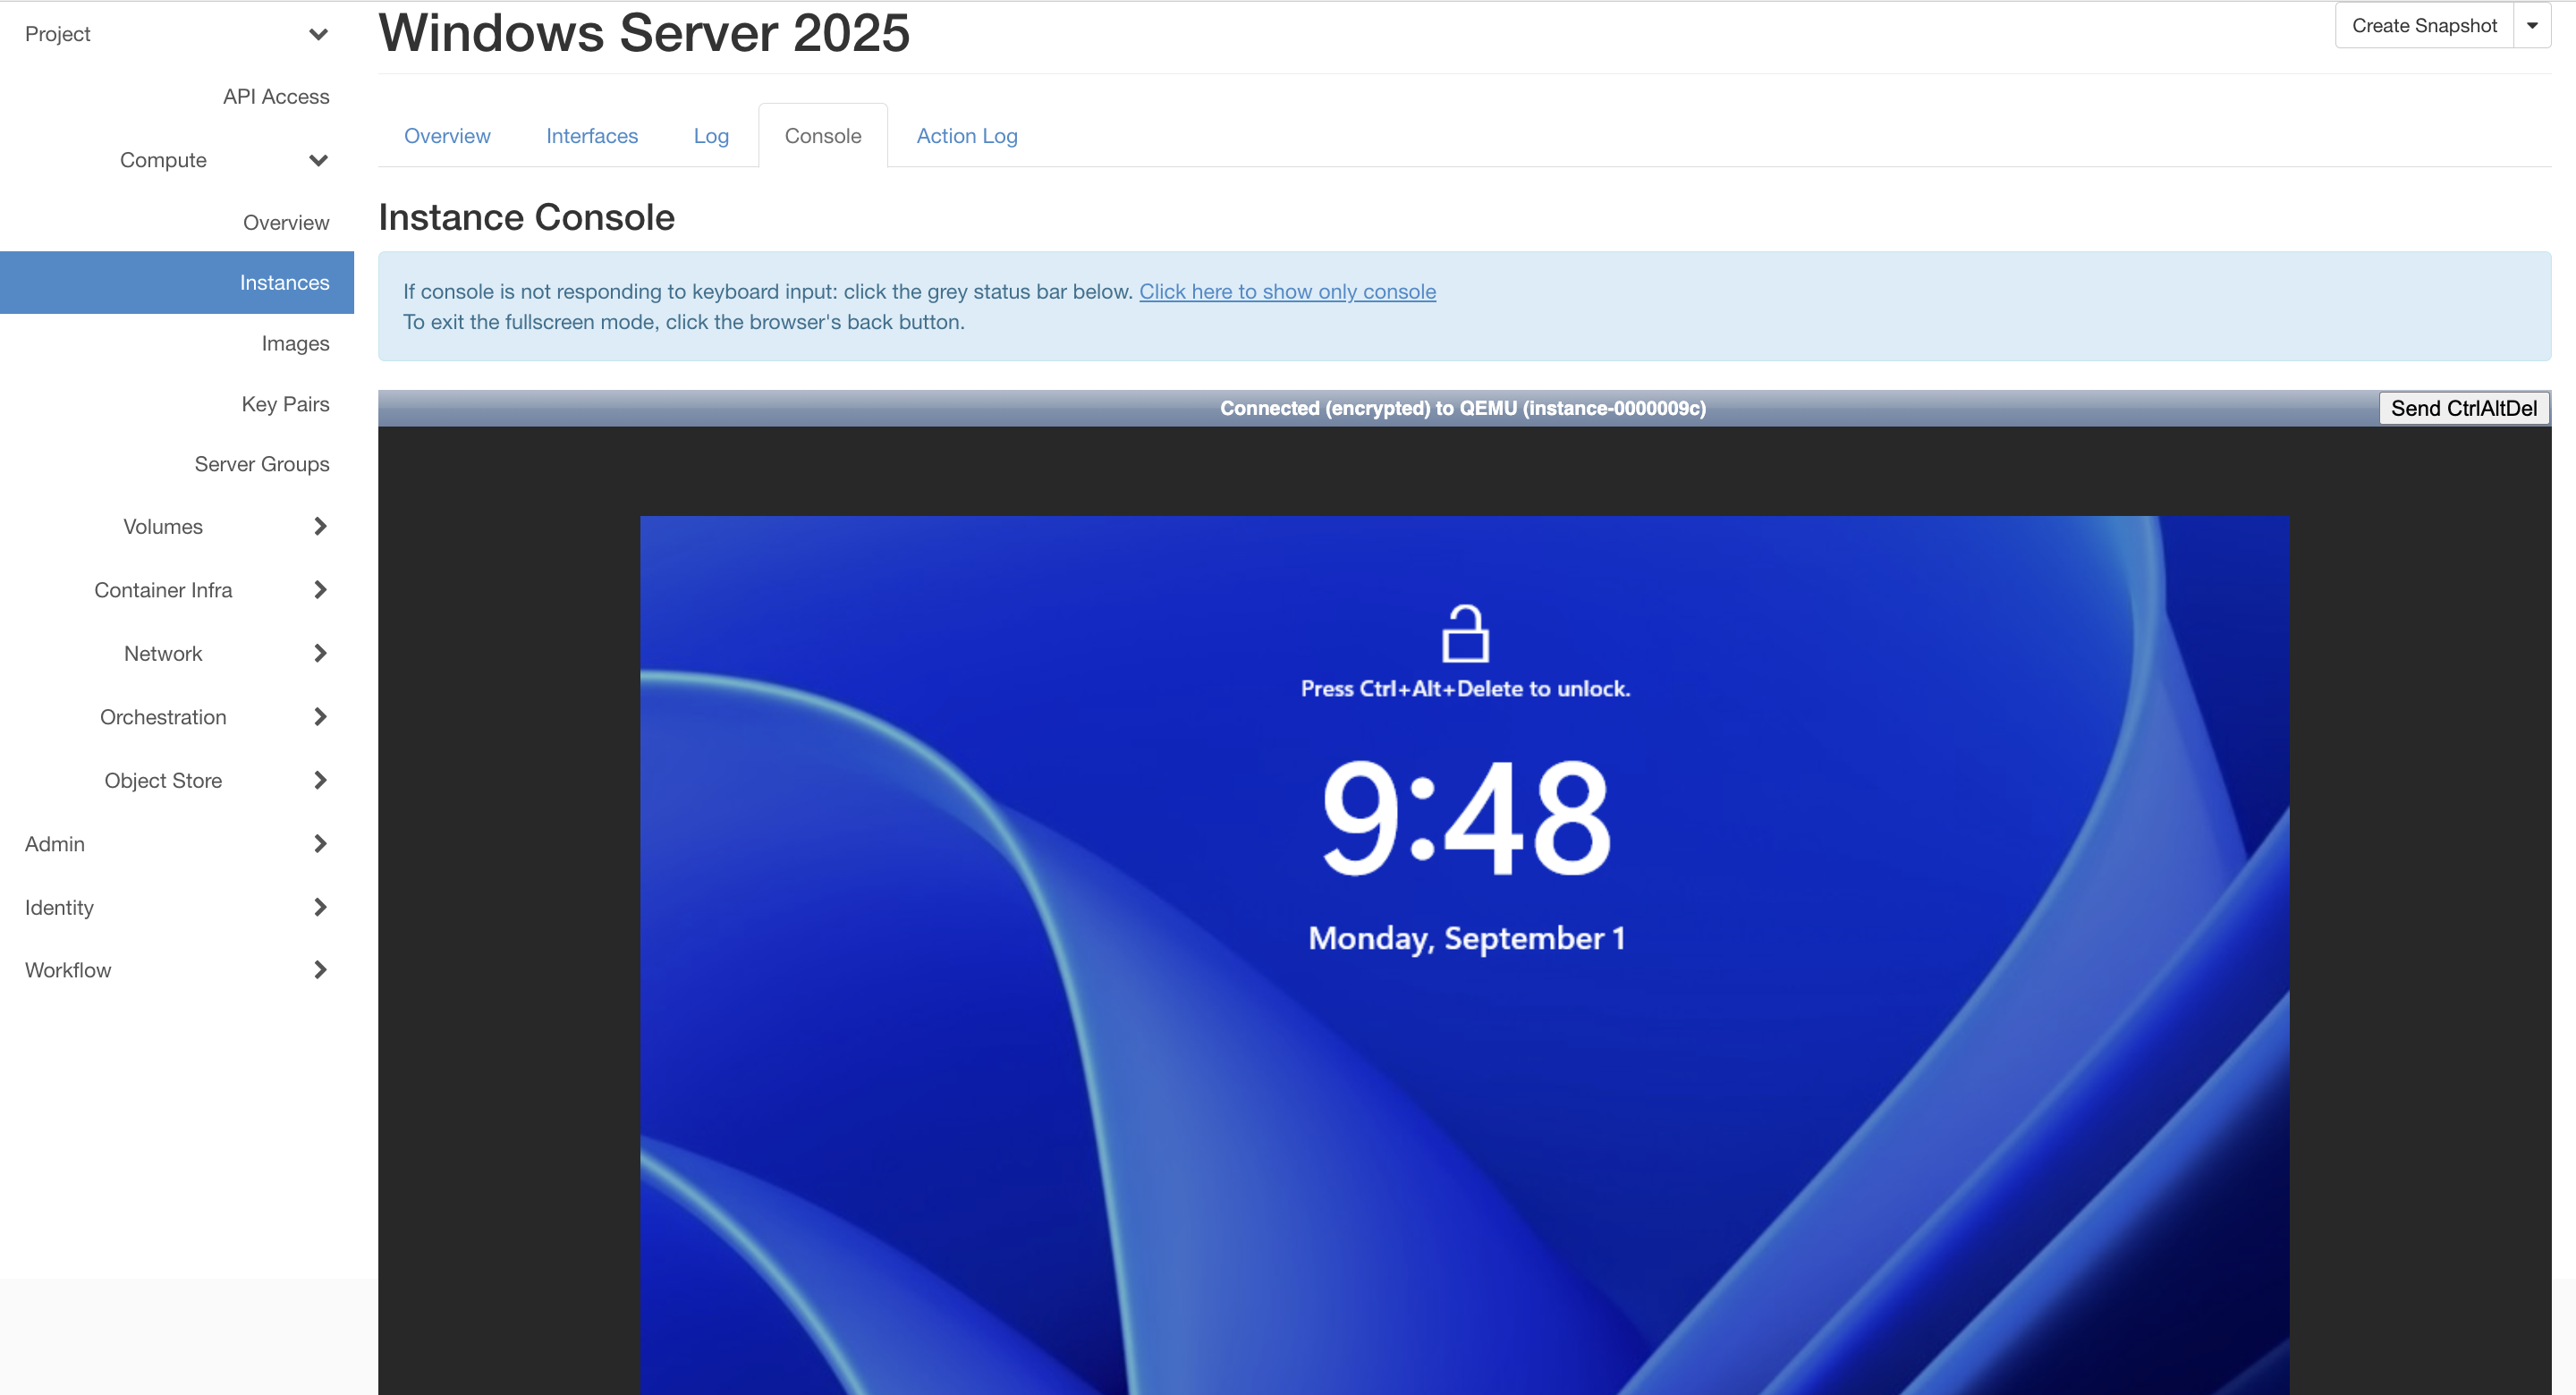 Project
API Access
Compute
Overview
Instances
Images
Key Pairs
Server Groups
Volumes
Container Infra
Network
Orchestration
Object Store
Admin
Identity
Workflow
Windows Server 2025
Create Snapshot
Overview
Interfaces
Log
Console
Action Log
Instance Console
If console is not responding to keyboard input: click the grey status bar below. Click here to show only console
To exit the fullscreen mode, click the browser's back button.
Connected (encrypted) to QEMU (instance-0000009c)
Send CtrlAltDel
Press Ctrl+Alt+Delete to unlock.
9:48
Monday, September 1